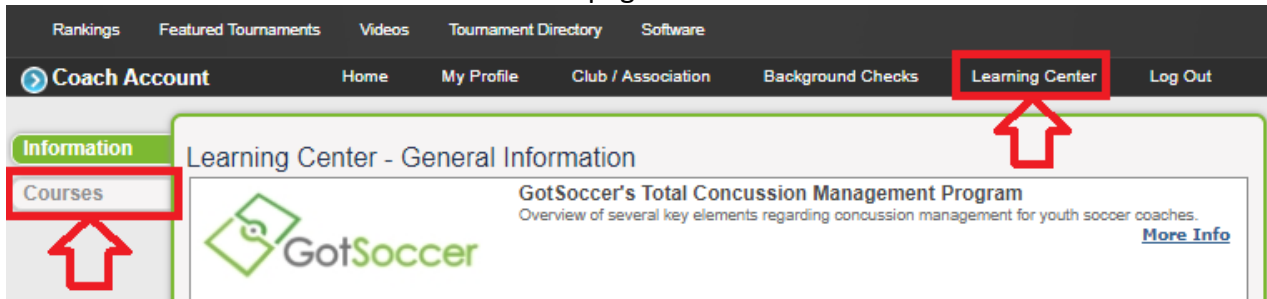 Rankings Featured Tournaments Videos Tournament Directory Software
Coach Account Home My Profile Club / Association Background Checks Learning Center Log Out
Information
Courses
Learning Center - General Information
GotSoccer
GotSoccer's Total Concussion Management Program
Overview of several key elements regarding concussion management for youth soccer coaches.
More Info